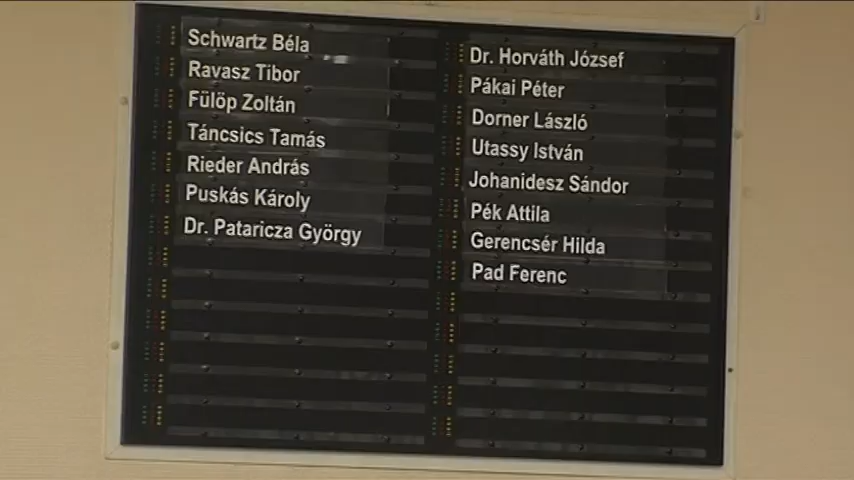 Schwartz Béla
Ravasz Tibor
Fülöp Zoltán
Táncsics Tamás
Rieder András
Puskás Károly
Dr. Pataricza György
Dr. Horváth József
Pákai Péter
Dorner László
Utassy István
Johanidesz Sándor
Pék Attila
Gerencsér Hilda
Pad Ferenc